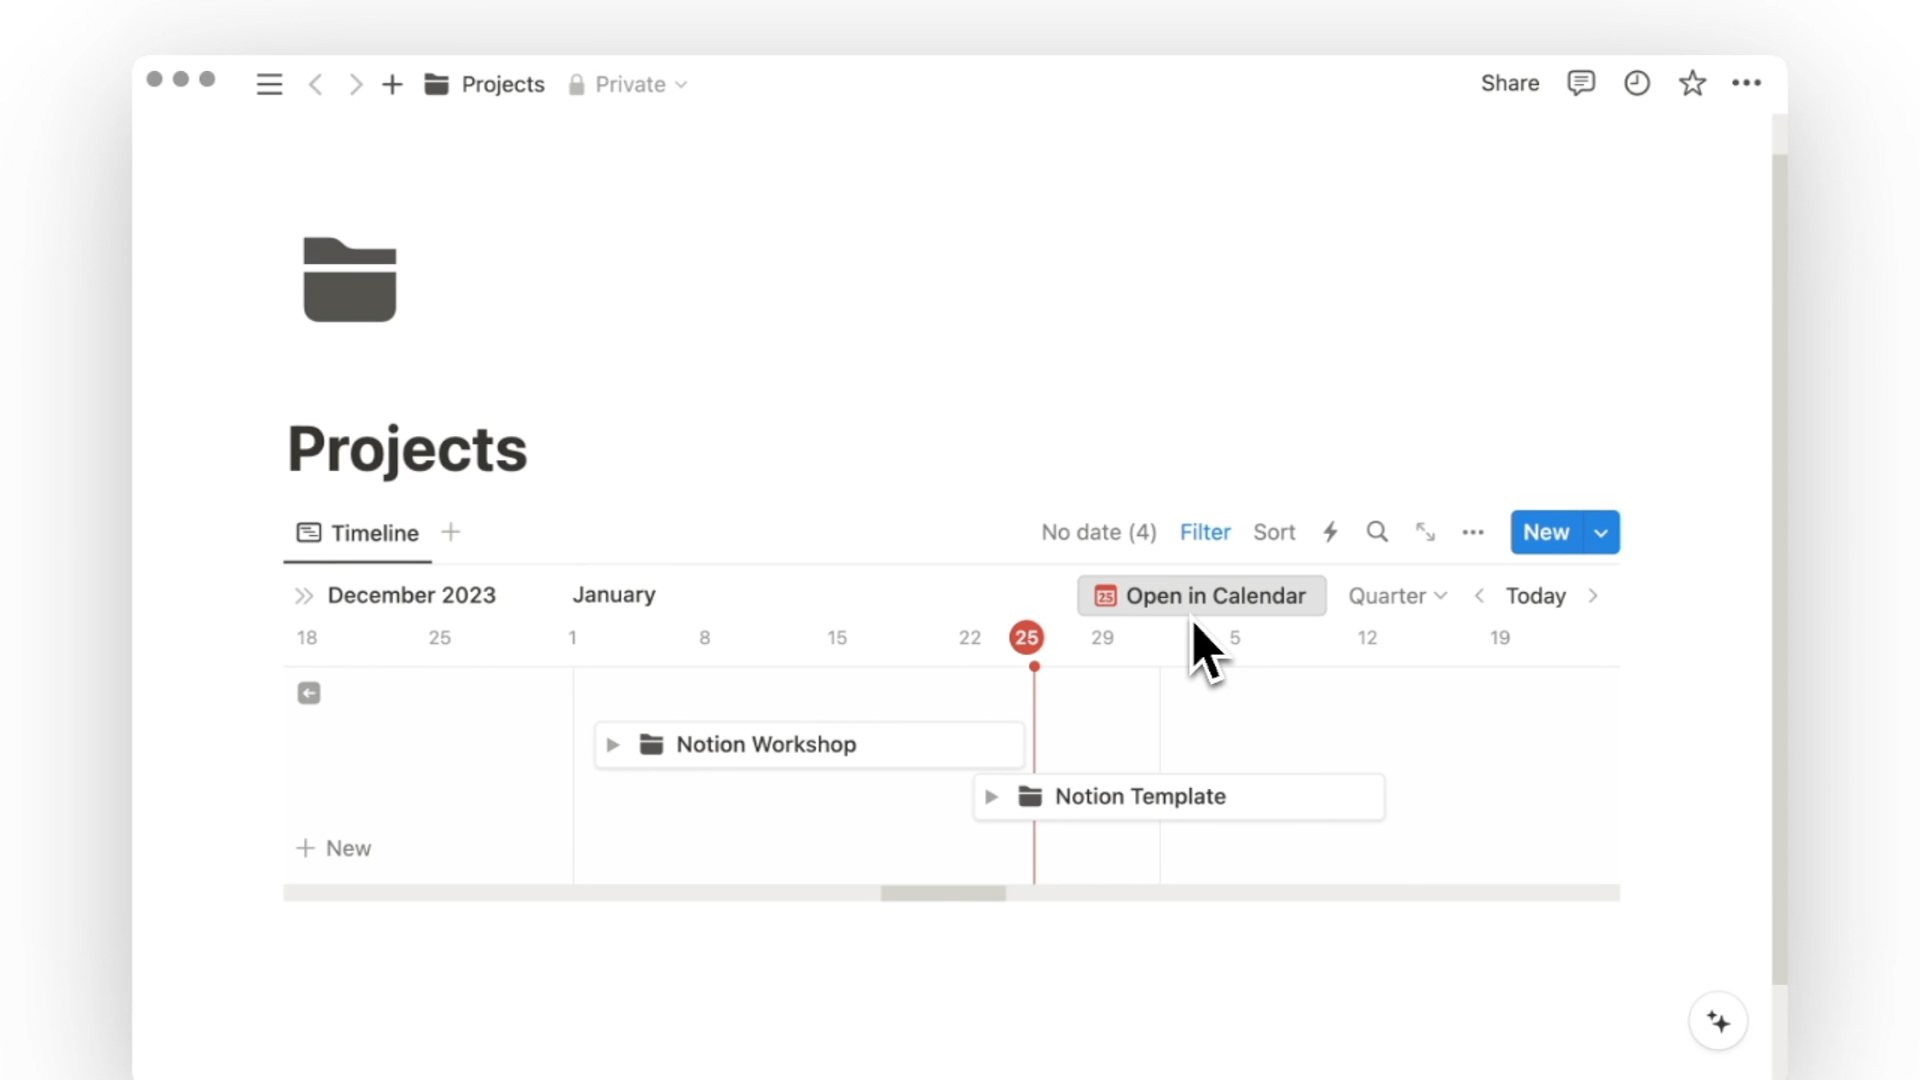 Projects Private Share
Projects
Timeline No date (4) Filter Sort New
December 2023 January 25 Open in Calendar Quarter Today
18 25 1 8 15 22 25 29 5 12 19
Notion Workshop
Notion Template
New